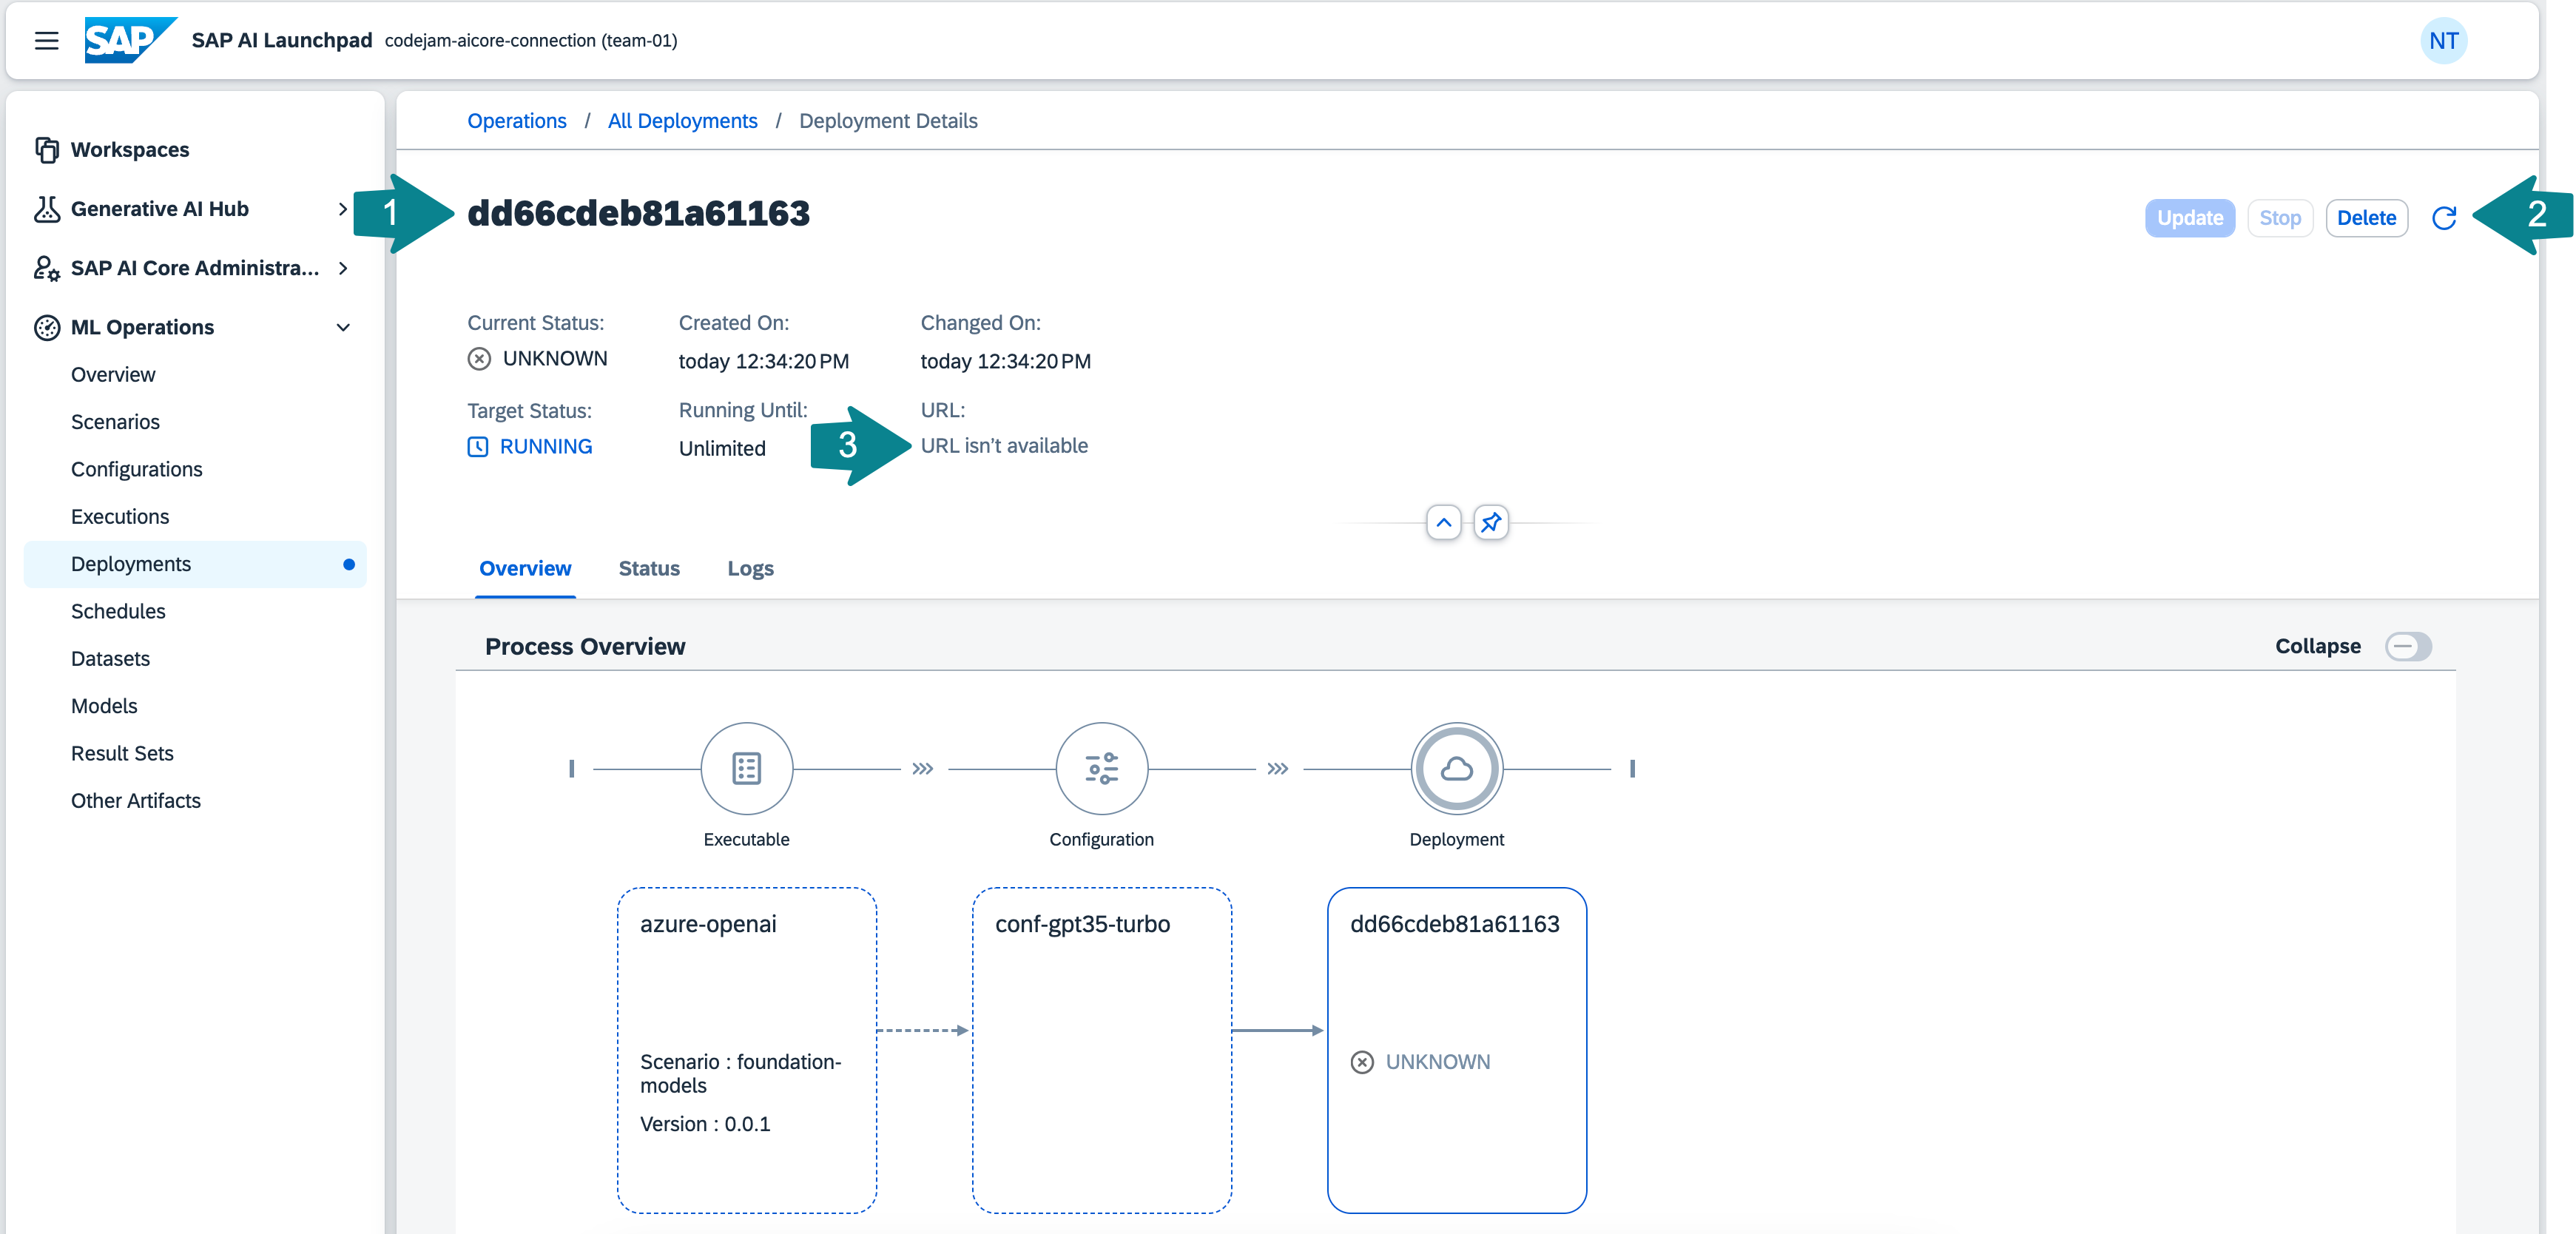 SAP SAP AI Launchpad codejam-aicore-connection (team-01) NT
Workspaces
Generative AI Hub
SAP AI Core Administra...
ML Operations
Overview
Scenarios
Configurations
Executions
Deployments
Schedules
Datasets
Models
Result Sets
Other Artifacts
Operations / All Deployments / Deployment Details
1 dd66cdeb81a61163
Update Stop Delete 2
Current Status:
UNKNOWN
Created On:
today 12:34:20 PM
Changed On:
today 12:34:20 PM
Target Status:
RUNNING
Running Until:
Unlimited
3
URL:
URL isn't available
Overview Status Logs
Process Overview
Collapse
Executable
Configuration
Deployment
azure-openai
Scenario : foundation-
models
Version : 0.0.1
conf-gpt35-turbo
dd66cdeb81a61163
UNKNOWN